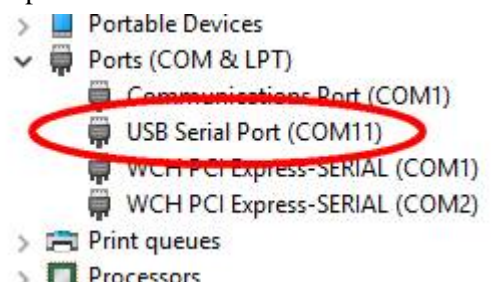 Portable Devices
Ports (COM & LPT)
Communications Port (COM1)
USB Serial Port (COM11)
WCH PCI Express-SERIAL (COM1)
WCH PCI Express-SERIAL (COM2)
Print queues
Processors